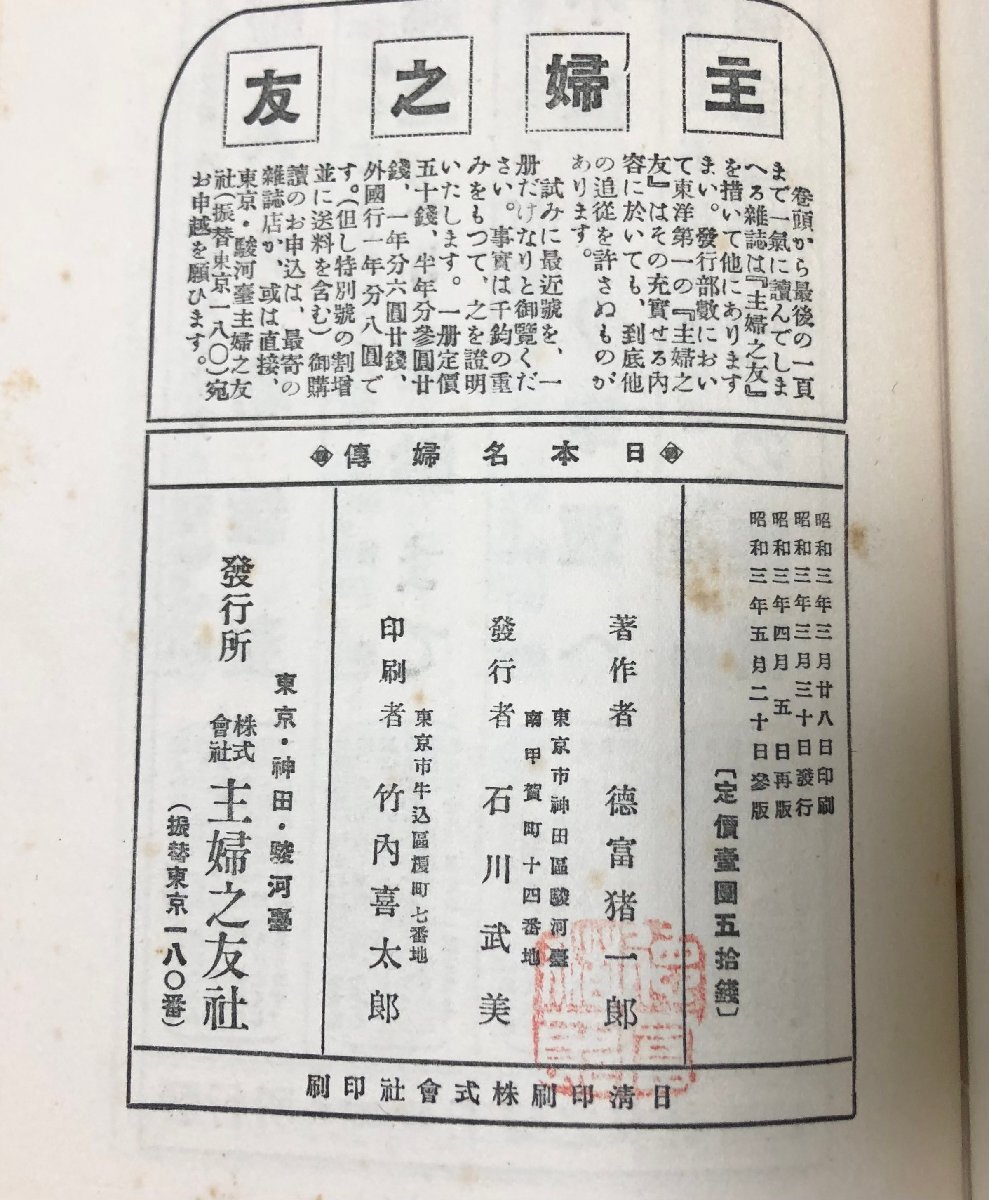 主婦之友
卷頭から最後の一頁
まで一氣に讀んでしま
へる雜誌は『主婦之友』
を措いて他にあります
まい。發行部數におい
て東洋第一の『主婦之
友』はその充實せる內
容に於いても、到底他
の追從を許さぬものが
あります。
試みに最近號を、一
册だけなりと御覽くだ
さい。事實は千鈞の重
みをもつて、之を證明
いたします。一册定價
五十錢、半年分參圓廿
錢、一年分六圓廿錢、
外國行一年分八圓で
す。(但し特別號の割增
並に送料を含む)御購
讀のお申込は、最寄の
雜誌店か、或は直接、
東京・駿河臺主婦之友
社(振替東京一八〇)宛
お申越を願ひます。
日本名婦傳
昭和三年三月廿八日印刷
昭和三年三月三十日發行
昭和三年四月五日再版
昭和三年五月二十日參版
〔定價壹圓五拾錢〕
著作者 德富猪一郎
東京市神田區駿河臺
南甲賀町十四番地
發行者 石川武美
東京市牛込區榎町七番地
印刷者 竹內喜太郎
東京・神田・駿河臺
發行所 株式會社 主婦之友社
(振替東京一八〇番)
日淸印刷株式會社印刷